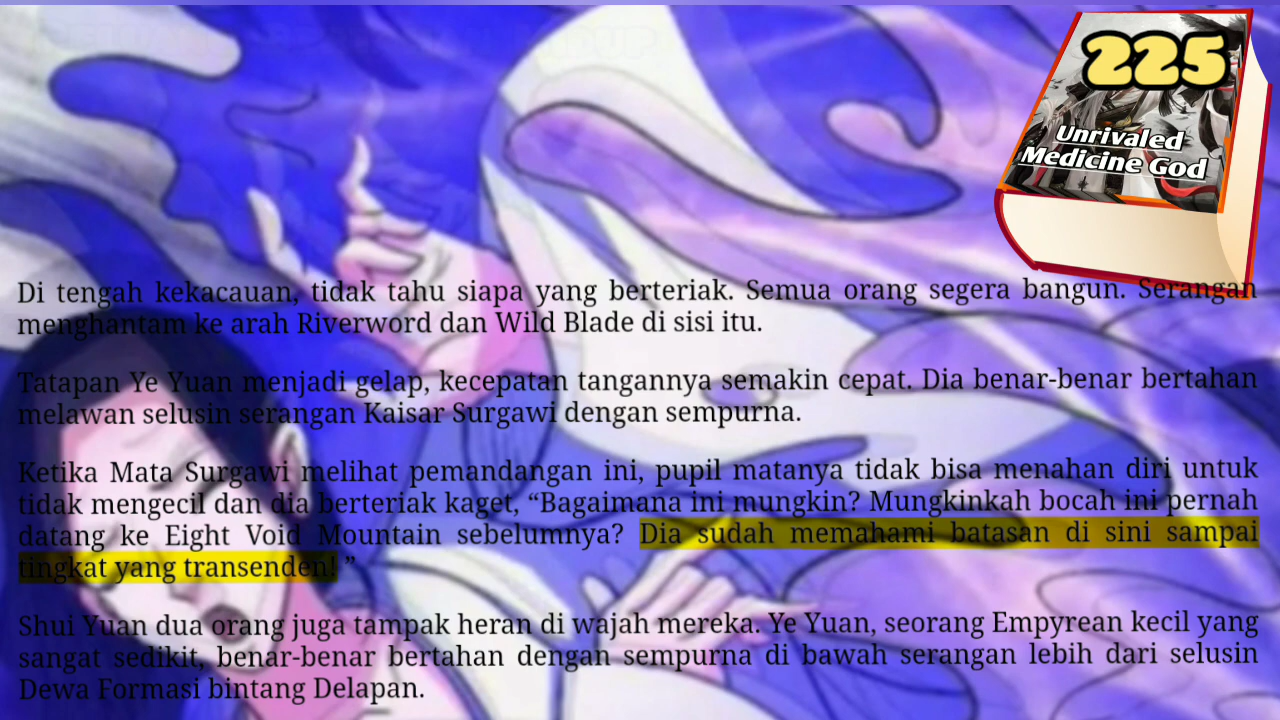 225
Unrivaled
Medicine God
Di tengah kekacauan, tidak tahu siapa yang berteriak. Semua orang segera bangun. Serangan
menghantam ke arah Riverword dan Wild Blade di sisi itu.
Tatapan Ye Yuan menjadi gelap, kecepatan tangannya semakin cepat. Dia benar-benar bertahan
melawan selusin serangan Kaisar Surgawi dengan sempurna.
Ketika Mata Surgawi melihat pemandangan ini, pupil matanya tidak bisa menahan diri untuk
tidak mengecil dan dia berteriak kaget, “Bagaimana ini mungkin? Mungkinkah bocah ini pernah
datang ke Eight Void Mountain sebelumnya? Dia sudah memahami batasan di sini sampai
tingkat yang transenden! ”
Shui Yuan dua orang juga tampak heran di wajah mereka. Ye Yuan, seorang Empyrean kecil yang
sangat sedikit, benar-benar bertahan dengan sempurna di bawah serangan lebih dari selusin
Dewa Formasi bintang Delapan.